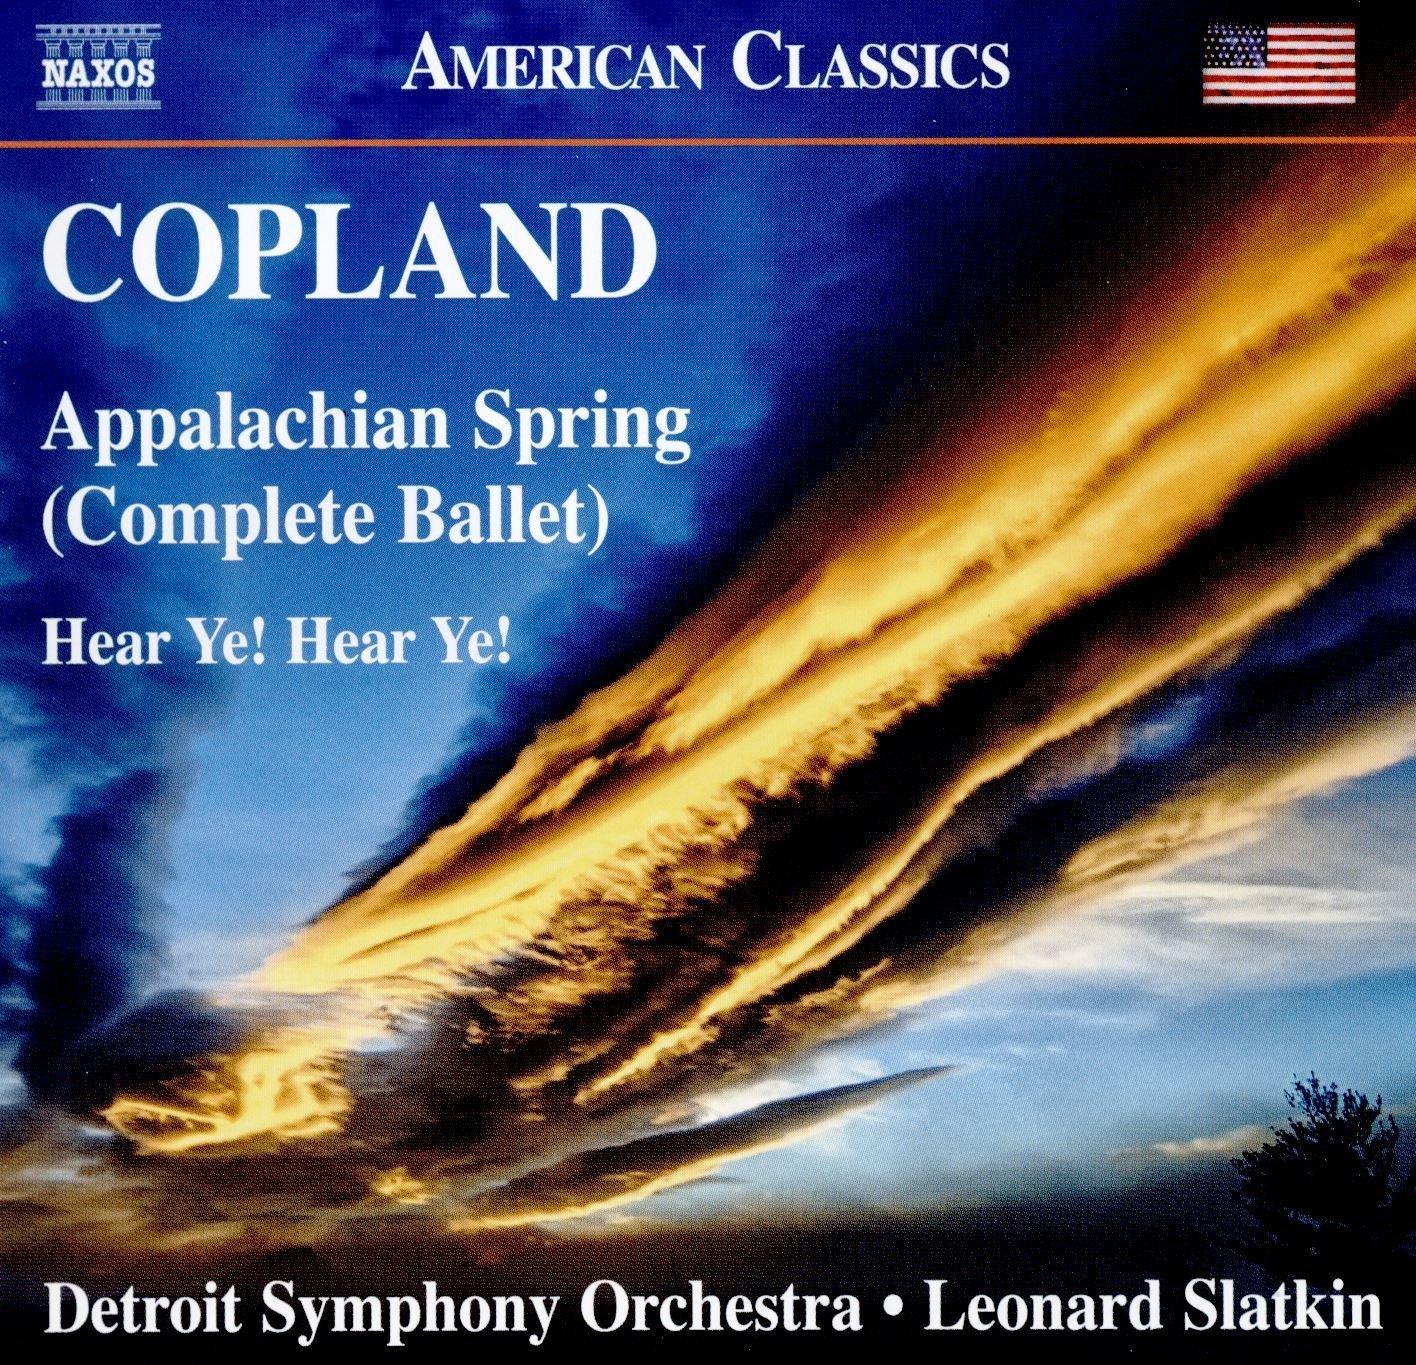 NAXOS
AMERICAN CLASSICS
COPLAND
Appalachian Spring
(Complete Ballet)
Hear Ye! Hear Ye!
Detroit Symphony Orchestra • Leonard Slatkin